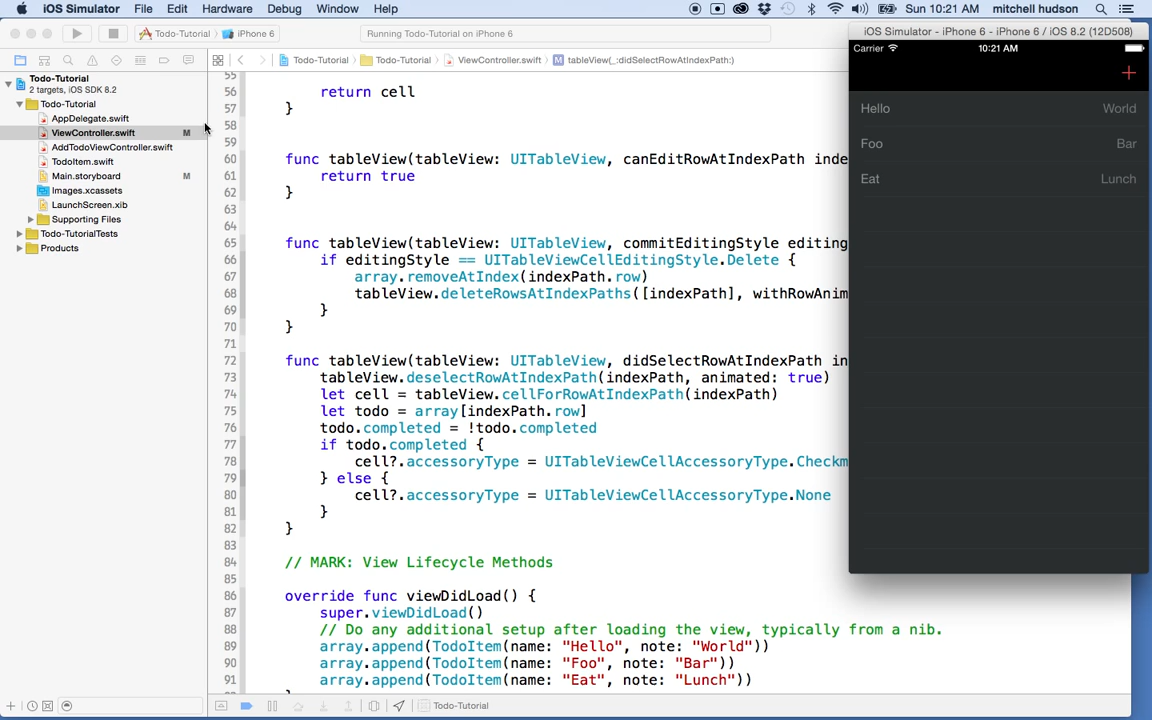 iOS Simulator File Edit Hardware Debug Window Help Sun 10:21 AM mitchell hudson
Todo-Tutorial iPhone 6 Running Todo-Tutorial on iPhone 6
iOS Simulator - iPhone 6 - iPhone 6 / iOS 8.2 (12D508)
Carrier 10:21 AM
+
Hello World
Foo Bar
Eat Lunch
Todo-Tutorial Todo-Tutorial ViewController.swift M tableView(_:didSelectRowAtIndexPath:)
Todo-Tutorial
2 targets, iOS SDK 8.2
Todo-Tutorial
AppDelegate.swift
ViewController.swift M
AddTodoViewController.swift
TodoItem.swift
Main.storyboard M
Images.xcassets
LaunchScreen.xib
Supporting Files
Todo-TutorialTests
Products
55
56 return cell
57 }
58
59
60 func tableView(tableView: UITableView, canEditRowAtIndexPath inde
61 return true
62 }
63
64
65 func tableView(tableView: UITableView, commitEditingStyle editing
66 if editingStyle == UITableViewCellEditingStyle.Delete {
67 array.removeAtIndex(indexPath.row)
68 tableView.deleteRowsAtIndexPaths([indexPath], withRowAnim
69 }
70 }
71
72 func tableView(tableView: UITableView, didSelectRowAtIndexPath in
73 tableView.deselectRowAtIndexPath(indexPath, animated: true)
74 let cell = tableView.cellForRowAtIndexPath(indexPath)
75 let todo = array[indexPath.row]
76 todo.completed = !todo.completed
77 if todo.completed {
78 cell?.accessoryType = UITableViewCellAccessoryType.Checkm
79 } else {
80 cell?.accessoryType = UITableViewCellAccessoryType.None
81 }
82 }
83
84 // MARK: View Lifecycle Methods
85
86 override func viewDidLoad() {
87 super.viewDidLoad()
88 // Do any additional setup after loading the view, typically from a nib.
89 array.append(TodoItem(name: "Hello", note: "World"))
90 array.append(TodoItem(name: "Foo", note: "Bar"))
91 array.append(TodoItem(name: "Eat", note: "Lunch"))
Todo-Tutorial